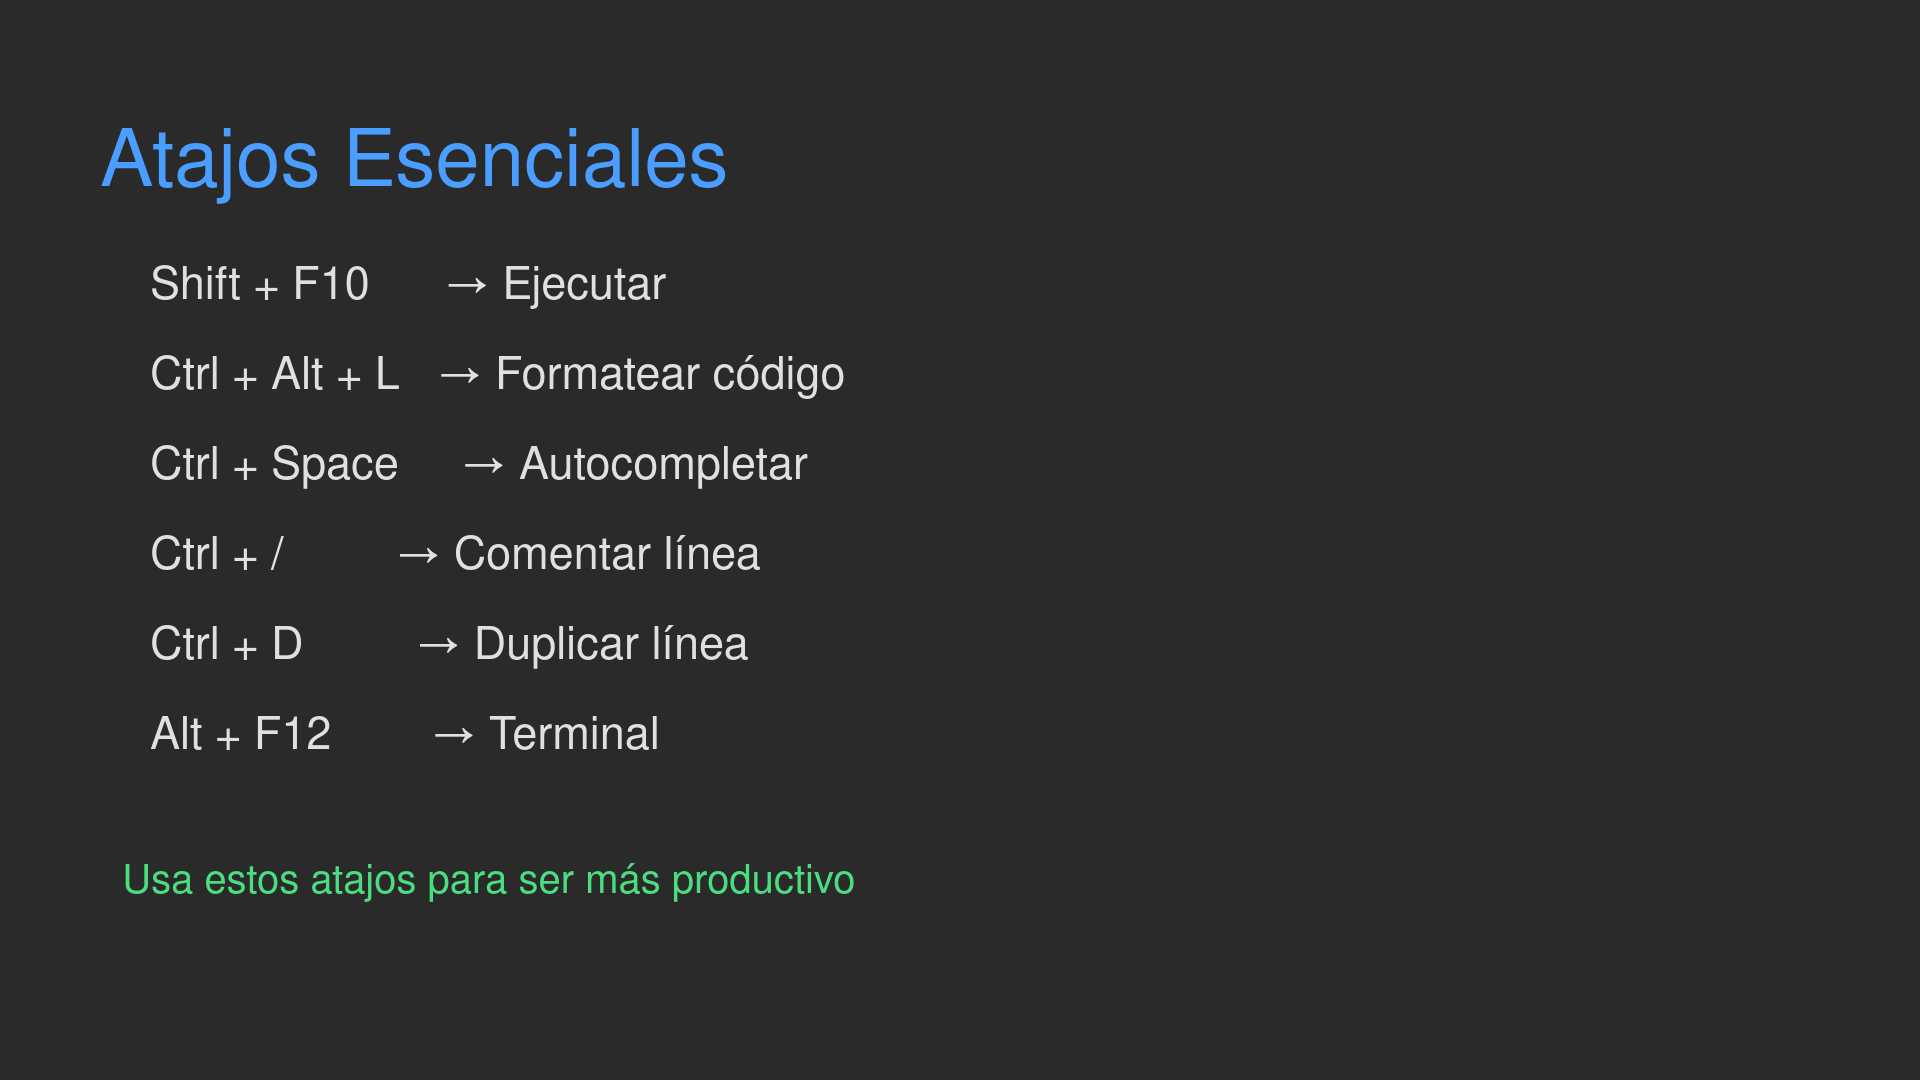 Atajos Esenciales
Shift + F10 → Ejecutar
Ctrl + Alt + L → Formatear código
Ctrl + Space → Autocompletar
Ctrl + / → Comentar línea
Ctrl + D → Duplicar línea
Alt + F12 → Terminal
Usa estos atajos para ser más productivo